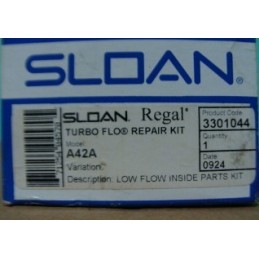 SLOAN®
SLOAN. Regal®
TURBO FLO® REPAIR KIT
Model
A42A
Variation:
Description: LOW FLOW INSIDE PARTS KIT
Product Code
3301044
Quantity
1
Date
0924